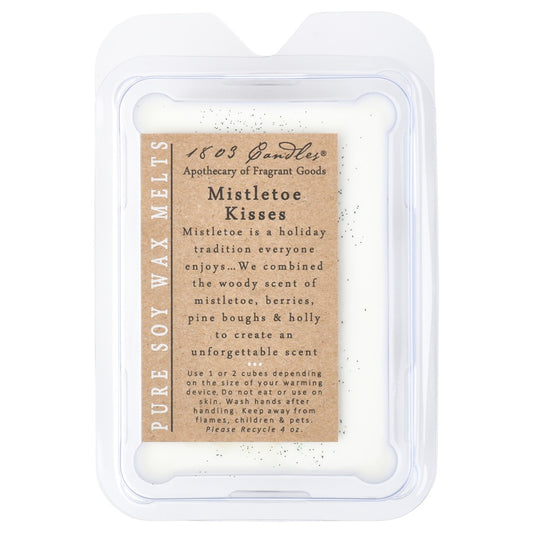 PURE SOY WAX MELTS
1803 Candles®
Apothecary of Fragrant Goods
Mistletoe
Kisses
Mistletoe is a holiday
tradition everyone
enjoys...We combined
the woody scent of
mistletoe, berries,
pine boughs & holly
to create an
unforgettable scent
Use 1 or 2 cubes depending
on the size of your warming
device. Do not eat or use on
skin. Wash hands after
handling. Keep away from
flames, children & pets.
Please Recycle 4 oz.